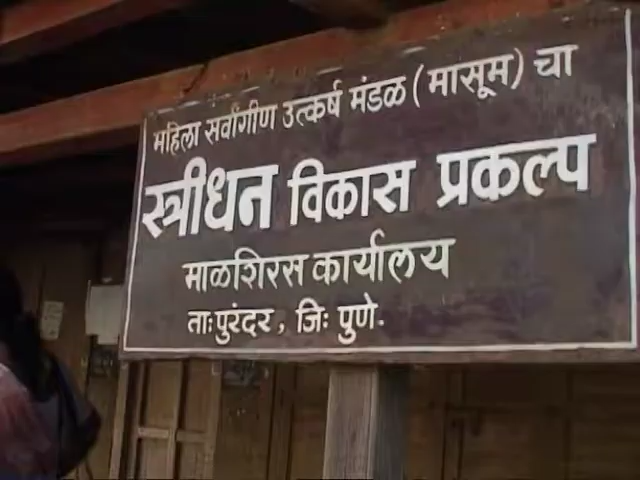 महिला सर्वांगीण उत्कर्ष मंडळ (मासूम) चा
स्त्रीधन विकास प्रकल्प
माळशिरस कार्यालय
ताः पुरंदर, जिः पुणे.